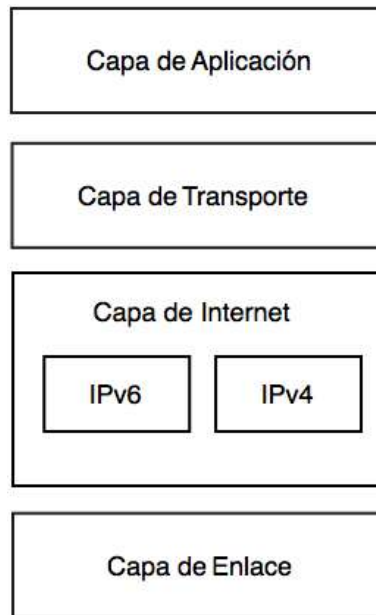 Capa de Aplicación
Capa de Transporte
Capa de Internet
IPv6 IPv4
Capa de Enlace